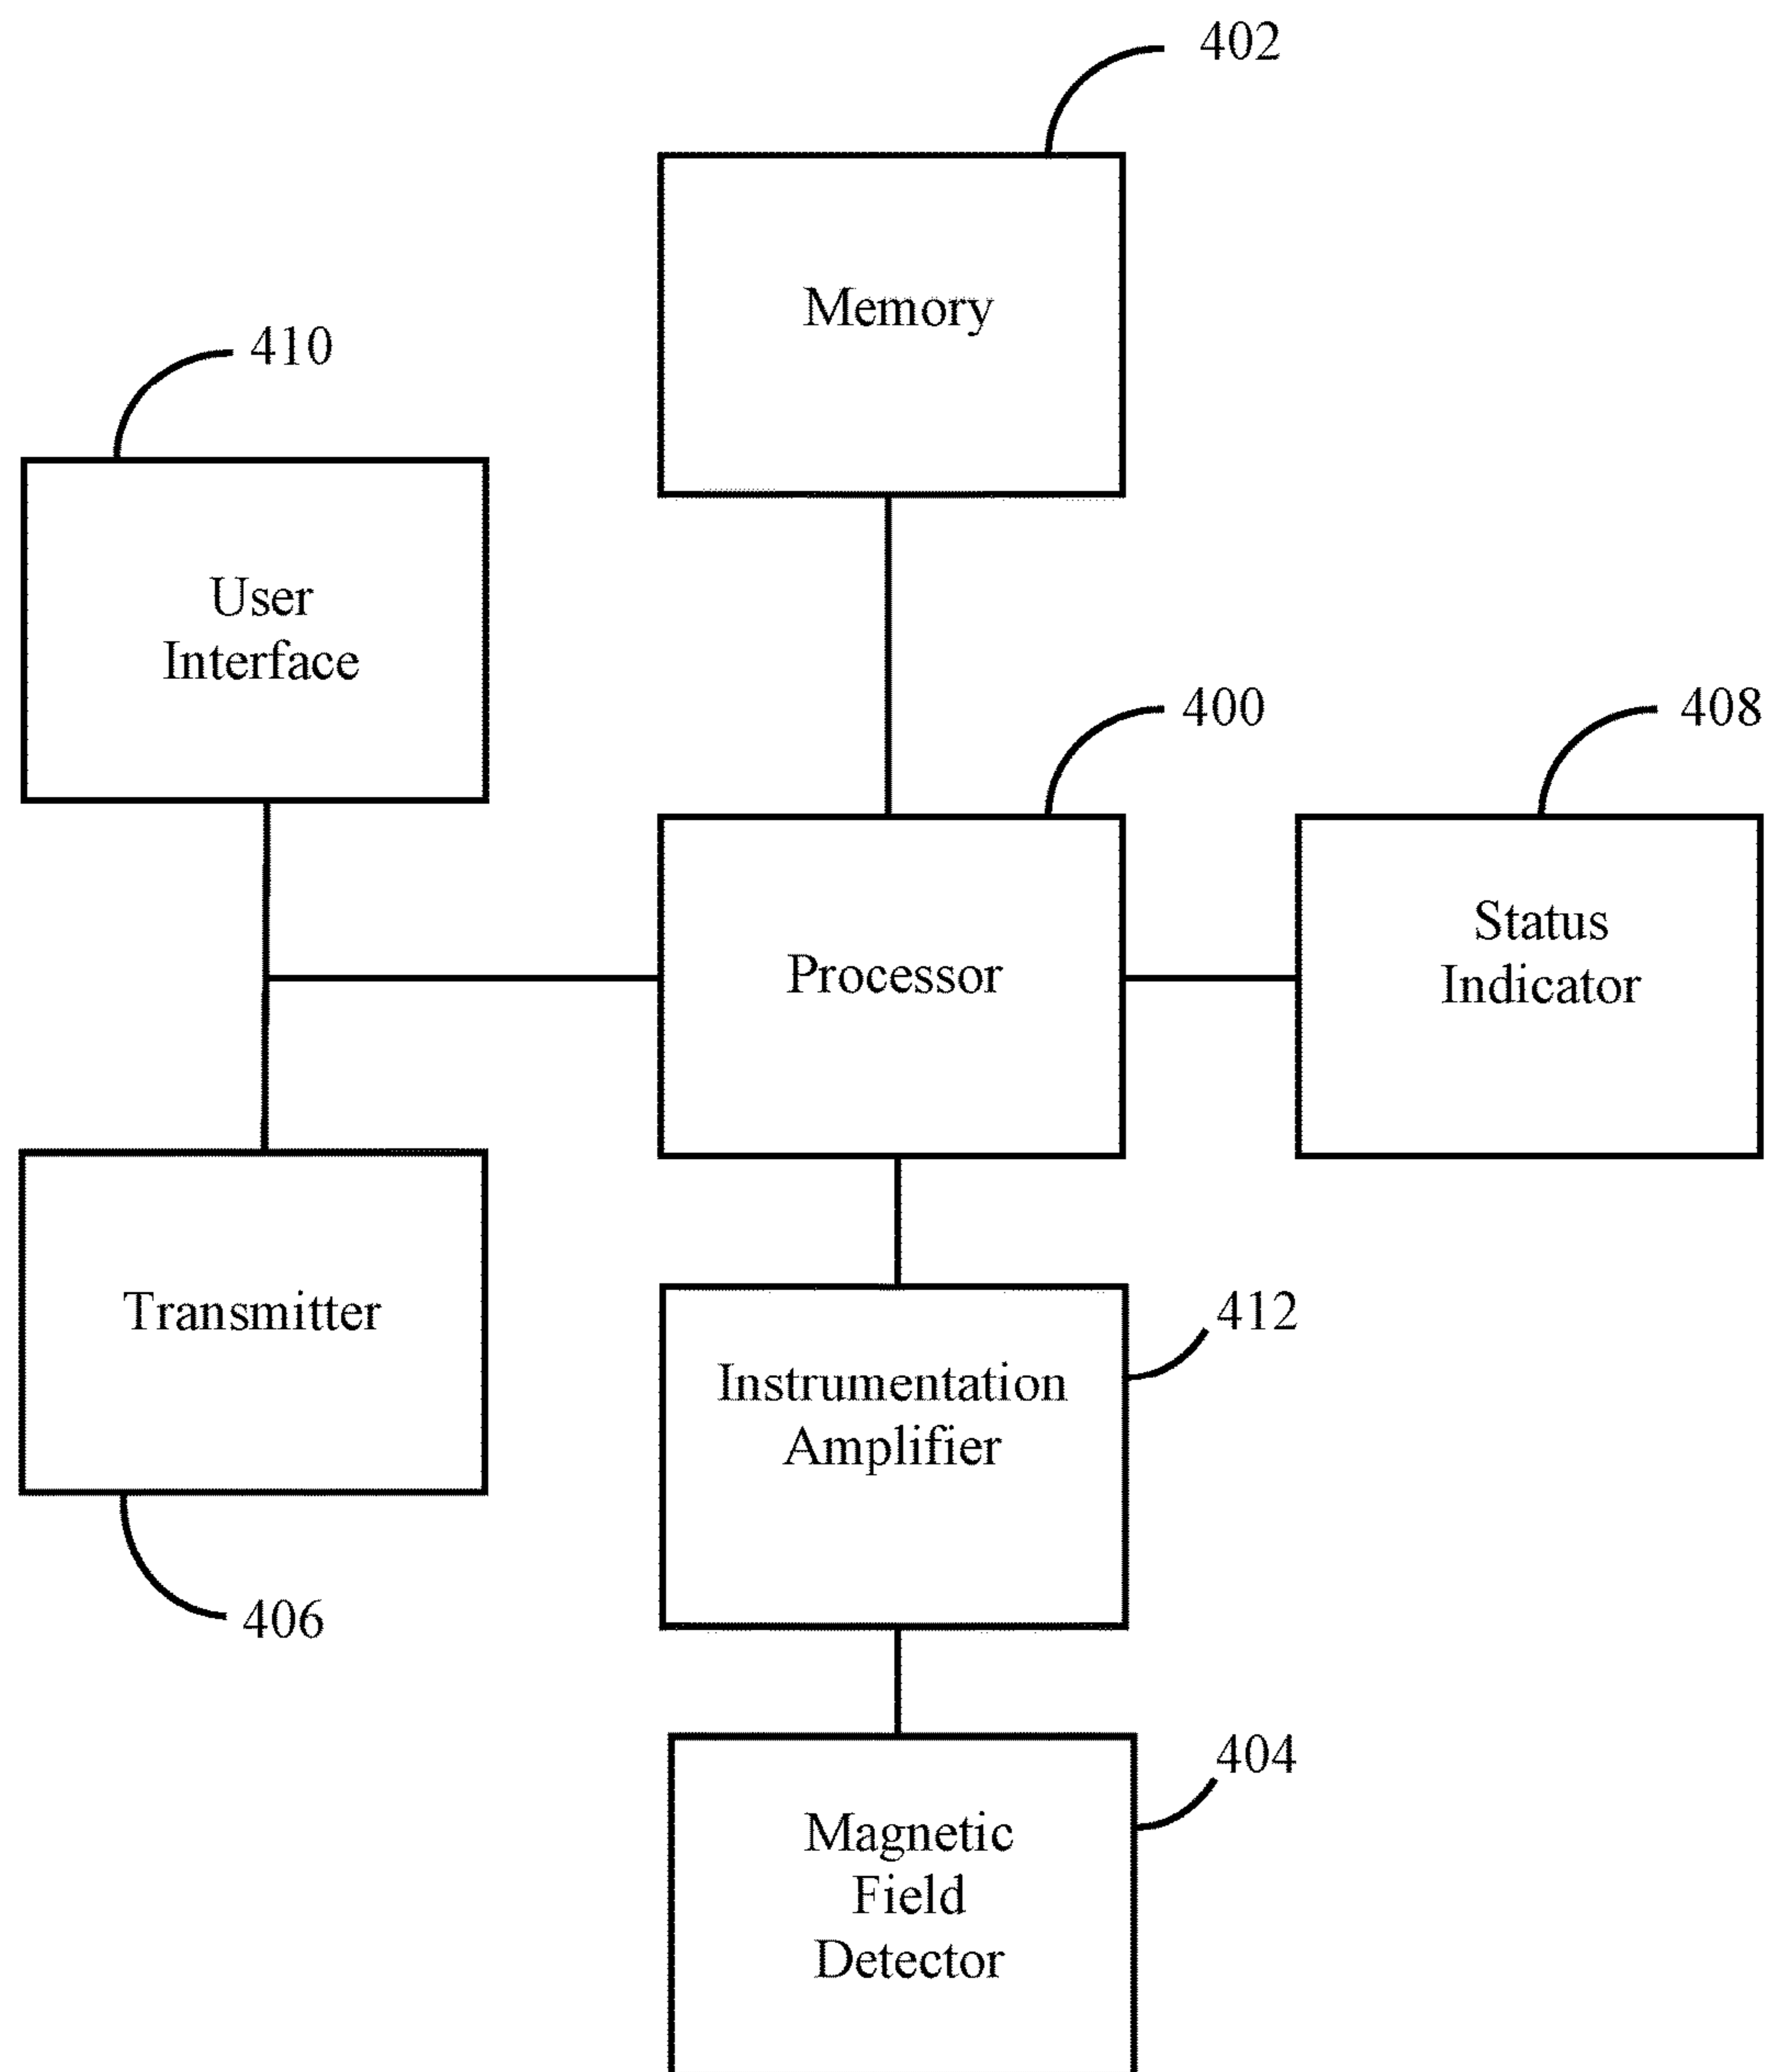 402
Memory
410
User
Interface
400
408
Processor
Status
Indicator
Transmitter
412
Instrumentation
Amplifier
406
404
Magnetic
Field
Detector